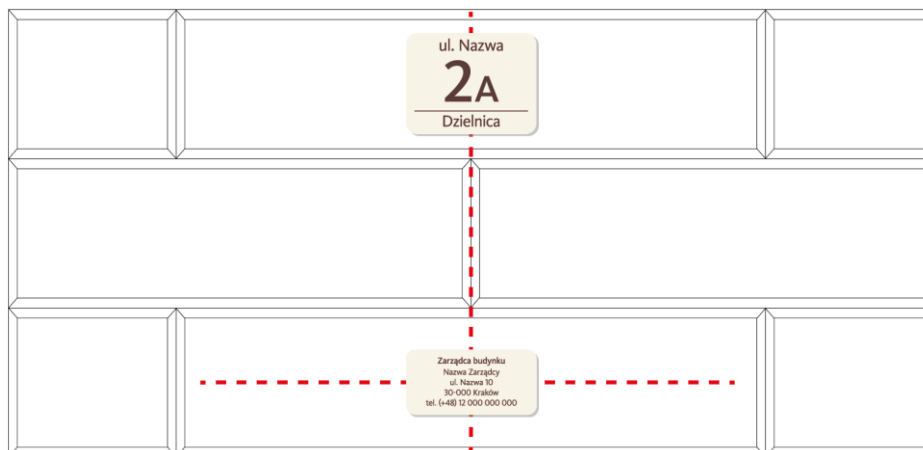 ul. Nazwa
2A
Dzielnica
Zarządca budynku
Nazwa Zarządcy
ul. Nazwa 10
30-000 Kraków
tel. (+48) 12 000 000 000